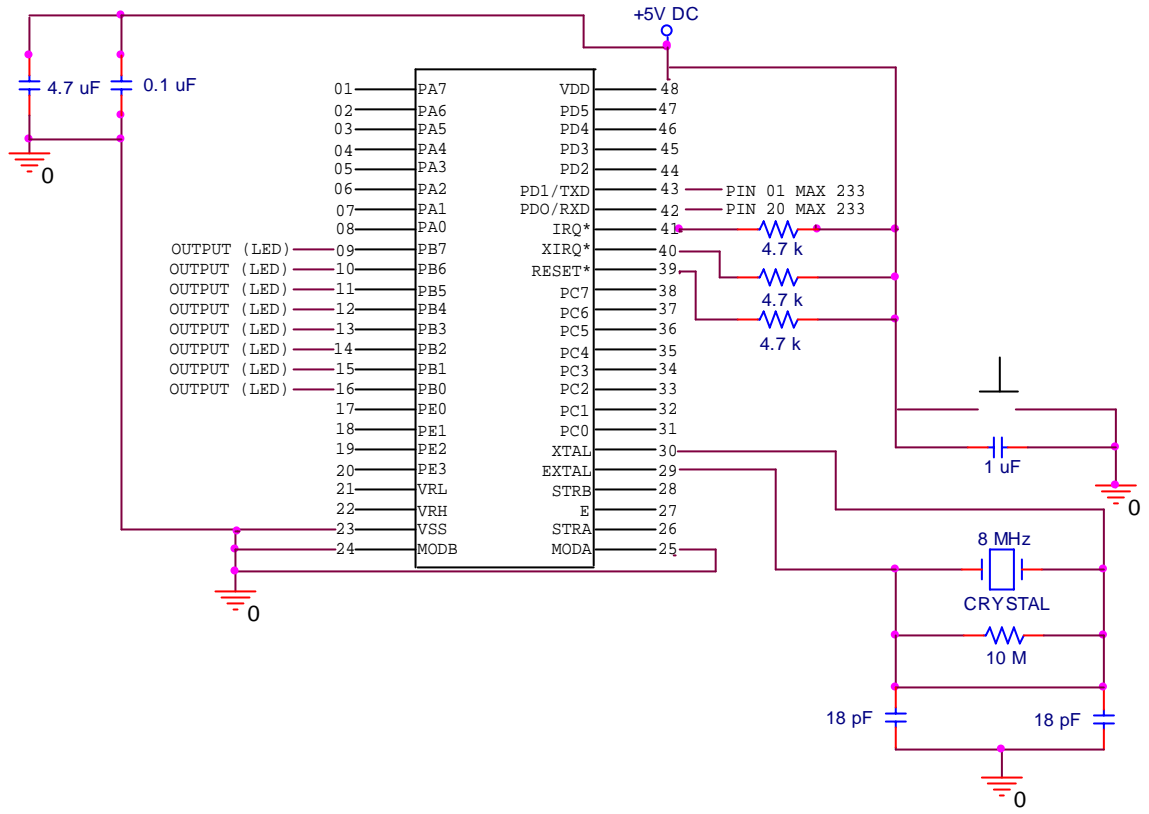 +5V DC
4.7 uF
0.1 uF
0
01 PA7
02 PA6
03 PA5
04 PA4
05 PA3
06 PA2
07 PA1
08 PA0
OUTPUT (LED) 09 PB7
OUTPUT (LED) 10 PB6
OUTPUT (LED) 11 PB5
OUTPUT (LED) 12 PB4
OUTPUT (LED) 13 PB3
OUTPUT (LED) 14 PB2
OUTPUT (LED) 15 PB1
OUTPUT (LED) 16 PB0
17 PE0
18 PE1
19 PE2
20 PE3
21 VRL
22 VRH
23 VSS
24 MODB
0
VDD 48
PD5 47
PD4 46
PD3 45
PD2 44
PD1/TXD 43 PIN 01 MAX 233
PDO/RXD 42 PIN 20 MAX 233
IRQ* 41
XIRQ* 40
RESET* 39
PC7 38
PC6 37
PC5 36
PC4 35
PC3 34
PC2 33
PC1 32
PC0 31
XTAL 30
EXTAL 29
STRB 28
E 27
STRA 26
MODA 25
4.7 k
4.7 k
4.7 k
1 uF
0
8 MHz
CRYSTAL
10 M
18 pF
18 pF
0